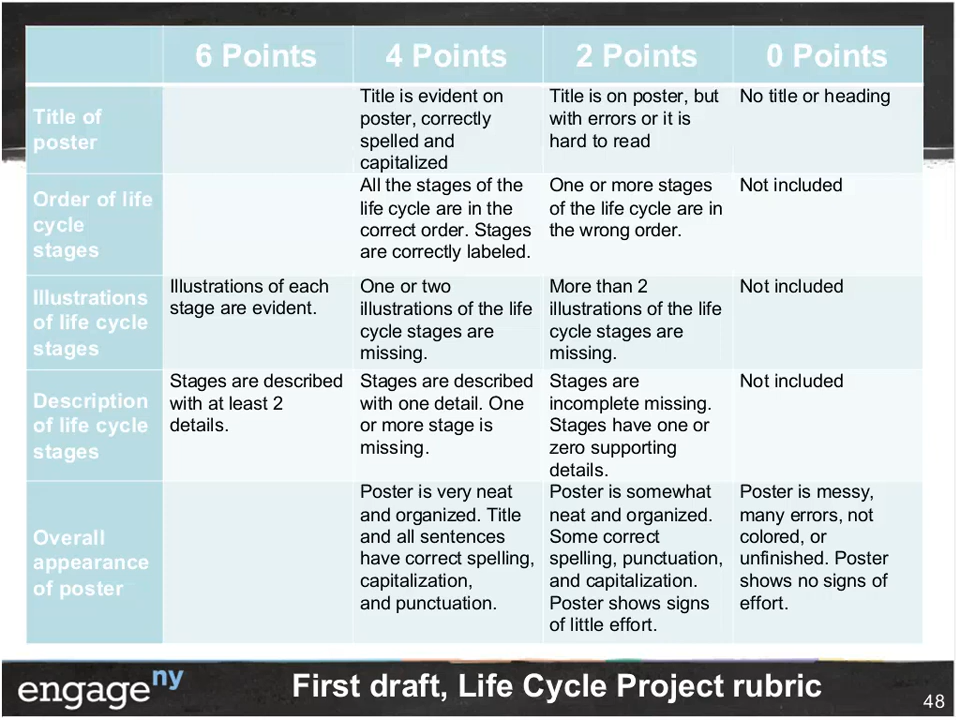 6 Points 4 Points 2 Points 0 Points
Title of
poster
Title is evident on
poster, correctly
spelled and
capitalized
Title is on poster, but
with errors or it is
hard to read
No title or heading
Order of life
cycle
stages
All the stages of the
life cycle are in the
correct order. Stages
are correctly labeled.
One or more stages
of the life cycle are in
the wrong order.
Not included
Illustrations
of life cycle
stages
Illustrations of each
stage are evident.
One or two
illustrations of the life
cycle stages are
missing.
More than 2
illustrations of the life
cycle stages are
missing.
Not included
Description
of life cycle
stages
Stages are described
with at least 2
details.
Stages are described
with one detail. One
or more stage is
missing.
Stages are
incomplete missing.
Stages have one or
zero supporting
details.
Not included
Overall
appearance
of poster
Poster is very neat
and organized. Title
and all sentences
have correct spelling,
capitalization,
and punctuation.
Poster is somewhat
neat and organized.
Some correct
spelling, punctuation,
and capitalization.
Poster shows signs
of little effort.
Poster is messy,
many errors, not
colored, or
unfinished. Poster
shows no signs of
effort.
engage ny
First draft, Life Cycle Project rubric
48